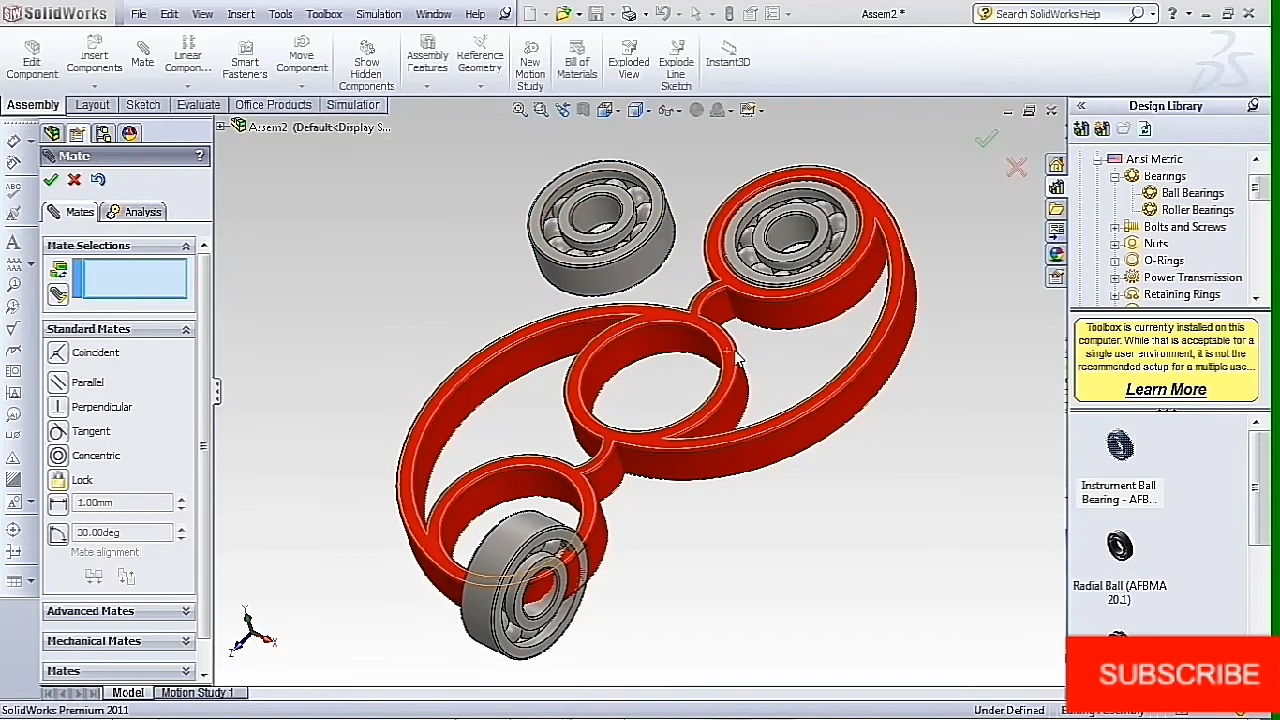 SolidWorks File Edit View Insert Tools Toolbox Simulation Window Help Assem2 * Search SolidWorks Help
Edit Component
Insert Components
Mate
Linear Compon...
Smart Fasteners
Move Component
Show Hidden Components
Assembly Features
Reference Geometry
New Motion Study
Bill of Materials
Exploded View
Explode Line Sketch
Instant3D
Assembly Layout Sketch Evaluate Office Products Simulation
Design Library
Assem2 (Default<Display S...
Mate ?
Mates Analysis
Mate Selections
Standard Mates
Coincident
Parallel
Perpendicular
Tangent
Concentric
Lock
1.00mm
30.00deg
Mate alignment
Advanced Mates
Mechanical Mates
Mates
Ansi Metric
Bearings
Ball Bearings
Roller Bearings
Bolts and Screws
Nuts
O-Rings
Power Transmission
Retaining Rings
Toolbox is currently installed on this
computer. While that is acceptable for a
single user environment, it is not the
recommended setup for a multiple use...
Learn More
Instrument Ball
Bearing - AFB...
Radial Ball (AFBMA
20.1)
SUBSCRIBE
Model Motion Study 1
SolidWorks Premium 2011 Under Defined Editing Assembly